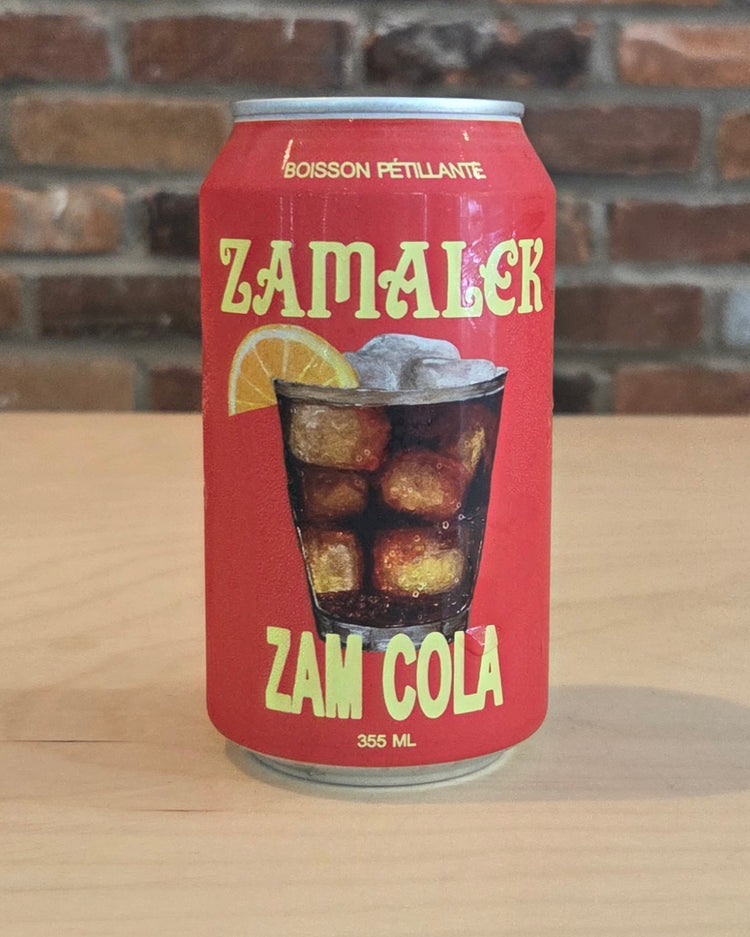 BOISSON PÉTILLANTE
ZAMALEK
ZAM COLA
355 ML